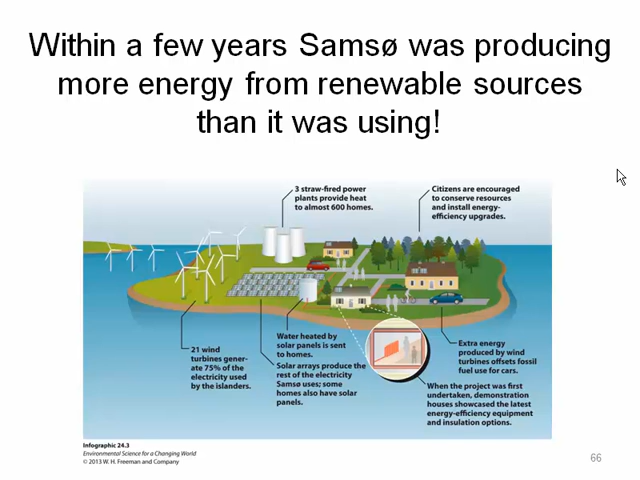 Within a few years Samsø was producing
more energy from renewable sources
than it was using!
3 straw-fired power
plants provide heat
to almost 600 homes.
Citizens are encouraged
to conserve resources
and install energy-
efficiency upgrades.
21 wind
turbines gener-
ate 75% of the
electricity used
by the islanders.
Water heated by
solar panels is sent
to homes.
Solar arrays produce the
rest of the electricity
Samsø uses; some
homes also have solar
panels.
Extra energy
produced by wind
turbines offsets fossil
fuel use for cars.
When the project was first
undertaken, demonstration
houses showcased the latest
energy-efficiency equipment
and insulation options.
Infographic 24.3
Environmental Science for a Changing World
© 2013 W. H. Freeman and Company
66